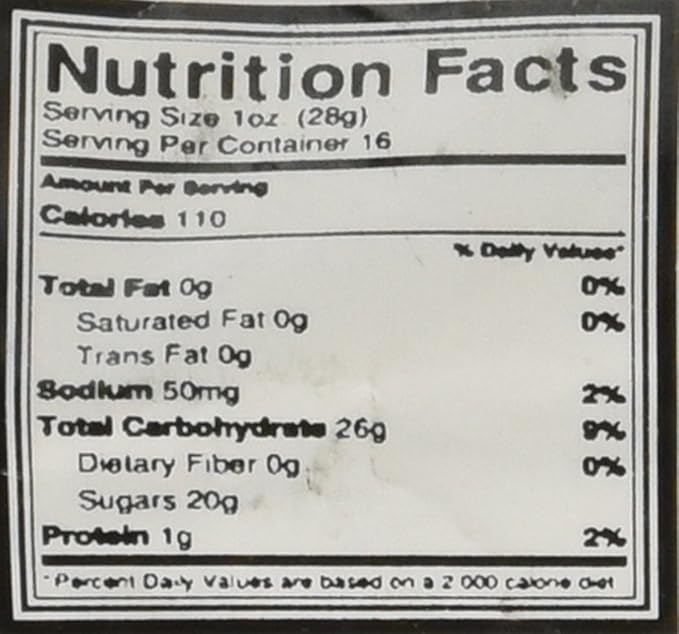 Nutrition Facts
Serving Size 1oz (28g)
Serving Per Container 16
Amount Per Serving
Calories 110
% Daily Values*
Total Fat 0g 0%
Saturated Fat 0g 0%
Trans Fat 0g
Sodium 50mg 2%
Total Carbohydrate 26g 9%
Dietary Fiber 0g 0%
Sugars 20g
Protein 1g 2%
*Percent Daily Values are based on a 2 000 calorie diet